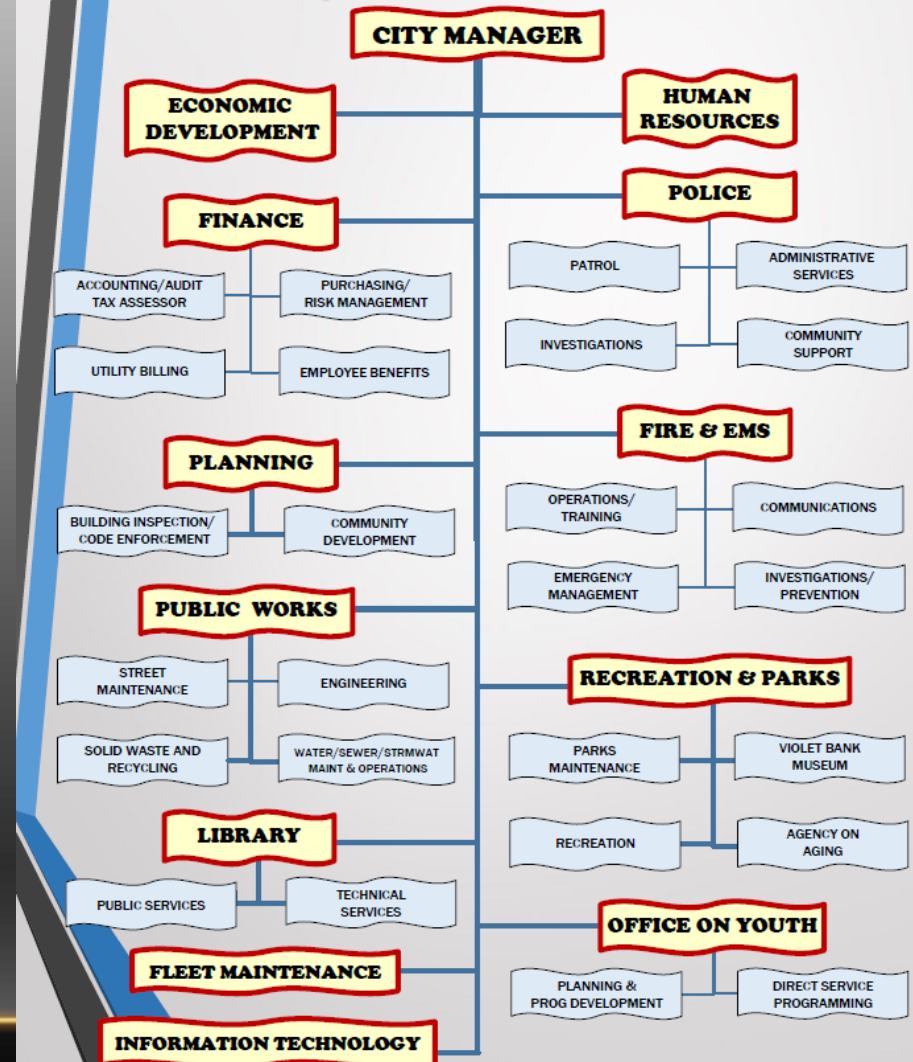 CITY MANAGER
ECONOMIC
DEVELOPMENT
HUMAN
RESOURCES
FINANCE
ACCOUNTING/AUDIT
TAX ASSESSOR
PURCHASING/
RISK MANAGEMENT
UTILITY BILLING
EMPLOYEE BENEFITS
POLICE
PATROL
ADMINISTRATIVE
SERVICES
INVESTIGATIONS
COMMUNITY
SUPPORT
PLANNING
BUILDING INSPECTION/
CODE ENFORCEMENT
COMMUNITY
DEVELOPMENT
FIRE & EMS
OPERATIONS/
TRAINING
COMMUNICATIONS
EMERGENCY
MANAGEMENT
INVESTIGATIONS/
PREVENTION
PUBLIC WORKS
STREET
MAINTENANCE
ENGINEERING
SOLID WASTE AND
RECYCLING
WATER/SEWER/STRMWAT
MAINT & OPERATIONS
RECREATION & PARKS
PARKS
MAINTENANCE
VIOLET BANK
MUSEUM
RECREATION
AGENCY ON
AGING
LIBRARY
PUBLIC SERVICES
TECHNICAL
SERVICES
OFFICE ON YOUTH
PLANNING &
PROG DEVELOPMENT
DIRECT SERVICE
PROGRAMMING
FLEET MAINTENANCE
INFORMATION TECHNOLOGY